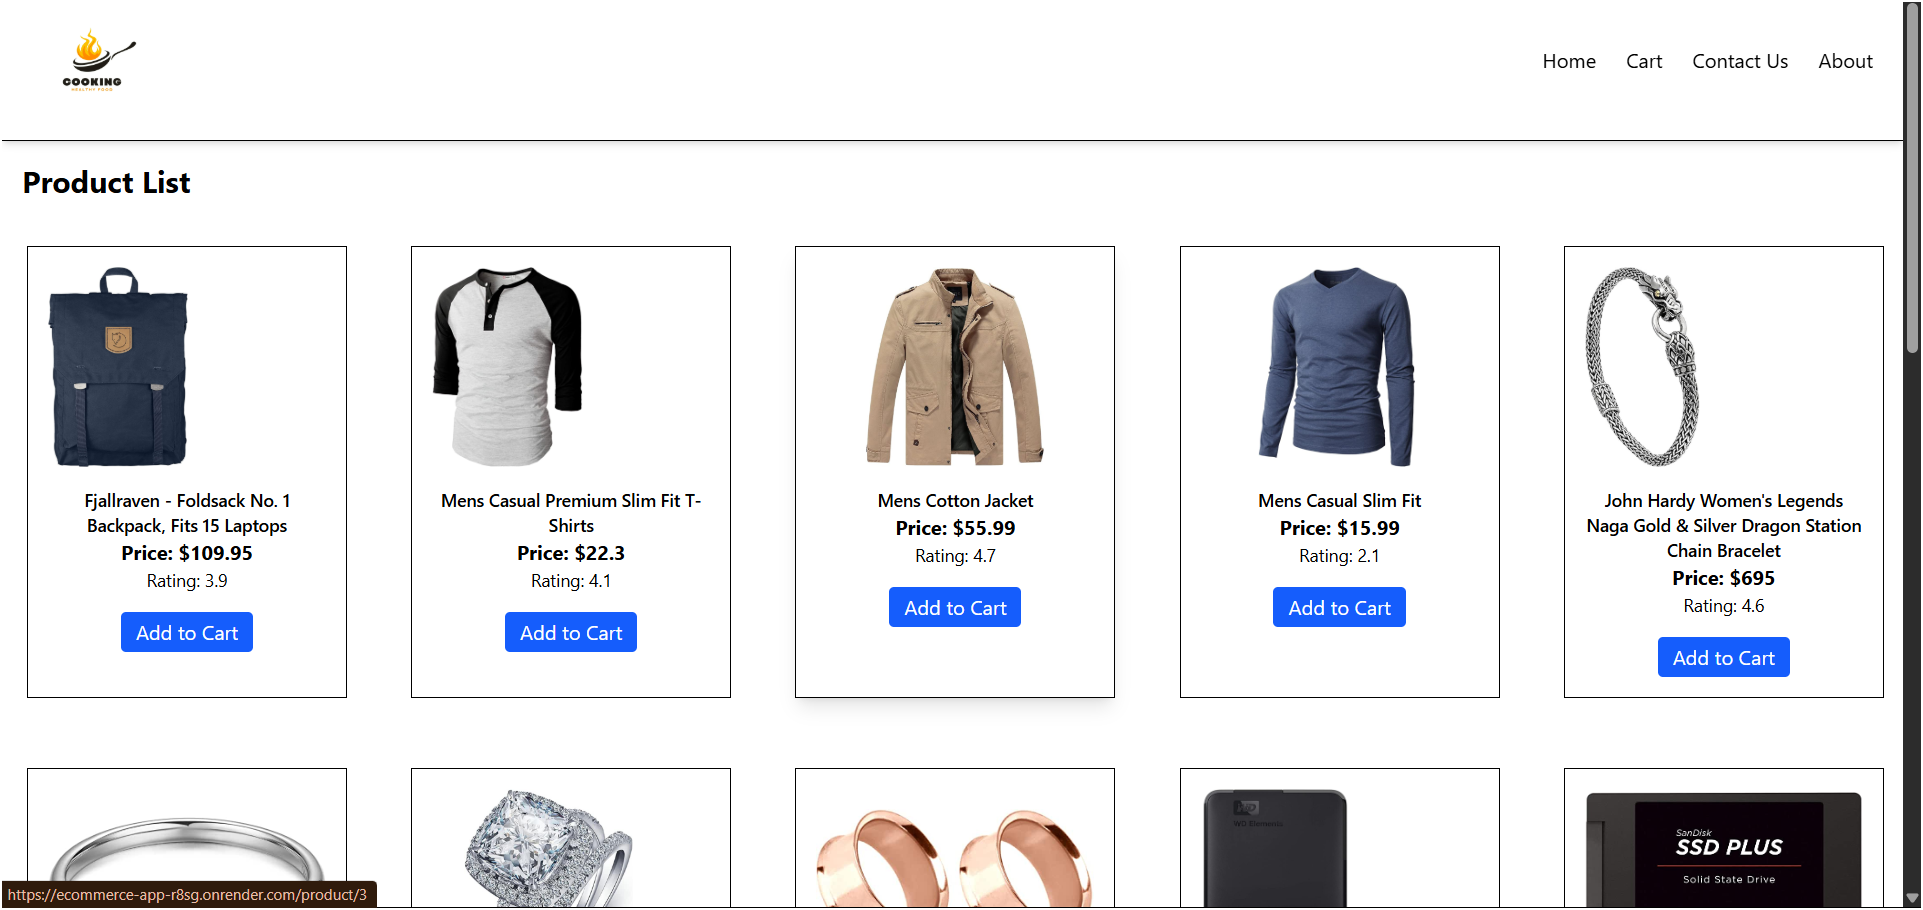 COOKING
HEALTHY FOOD
Home
Cart
Contact Us
About
Product List
Fjallraven - Foldsack No. 1
Backpack, Fits 15 Laptops
Price: $109.95
Rating: 3.9
Add to Cart
Mens Casual Premium Slim Fit T-
Shirts
Price: $22.3
Rating: 4.1
Add to Cart
Mens Cotton Jacket
Price: $55.99
Rating: 4.7
Add to Cart
Mens Casual Slim Fit
Price: $15.99
Rating: 2.1
Add to Cart
John Hardy Women's Legends
Naga Gold & Silver Dragon Station
Chain Bracelet
Price: $695
Rating: 4.6
Add to Cart
WD
WD Elements
SanDisk
SSD PLUS
Solid State Drive
https://ecommerce-app-r8sg.onrender.com/product/3